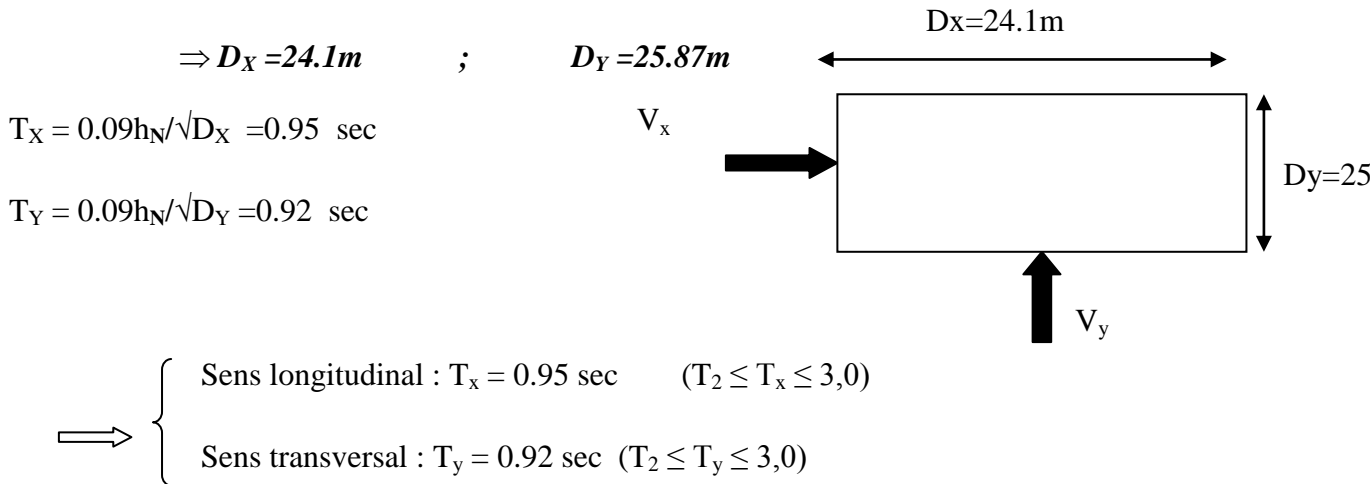 Dx=24.1m
⇒ D_X =24.1m ; D_Y =25.87m
T_X = 0.09h_N/√D_X =0.95 sec
V_x
Dy=25
T_Y = 0.09h_N/√D_Y =0.92 sec
V_y
Sens longitudinal : T_x = 0.95 sec (T_2 ≤ T_x ≤ 3,0)
Sens transversal : T_y = 0.92 sec (T_2 ≤ T_y ≤ 3,0)